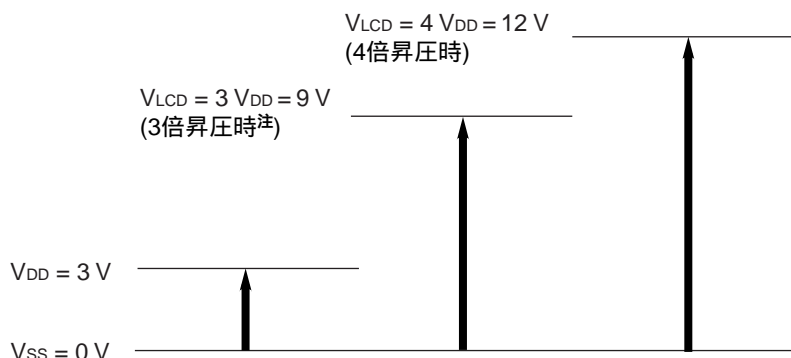 VLCD = 4 VDD = 12 V
(4倍昇圧時)
VLCD = 3 VDD = 9 V
(3倍昇圧時注)
VDD = 3 V
VSS = 0 V